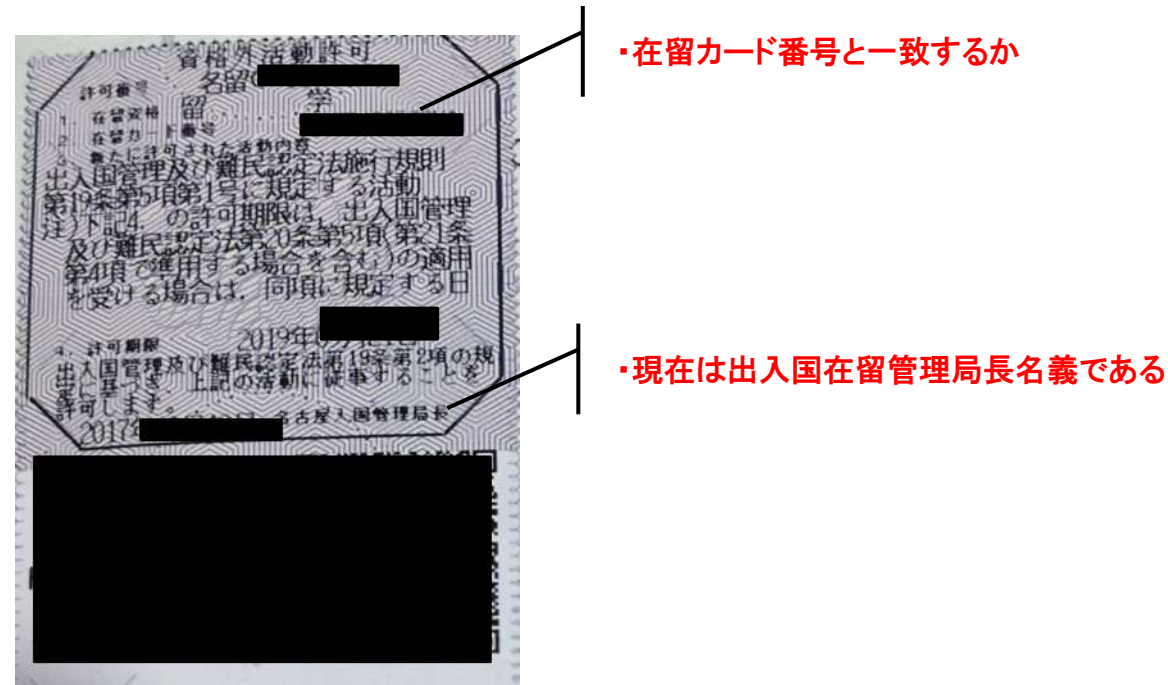 資格外活動許可
許可番号 : 名留(
1. 在留資格 留 学
2. 在留カード番号
3. 新たに許可された活動内容
出入国管理及び難民認定法施行規則
第19条第5項第1号に規定する活動。
注)下記4. の許可期限は, 出入国管理
及び難民認定法第20条第5項(第21条
第4項で準用する場合を含む)の適用
を受ける場合は, 同項に規定する日
4. 許可期限 2019年
出入国管理及び難民認定法第19条第2項の規
定に基づき, 上記の活動に従事することを
許可します。
2017年 名古屋入国管理局長
・在留カード番号と一致するか
・現在は出入国在留管理局長名義である